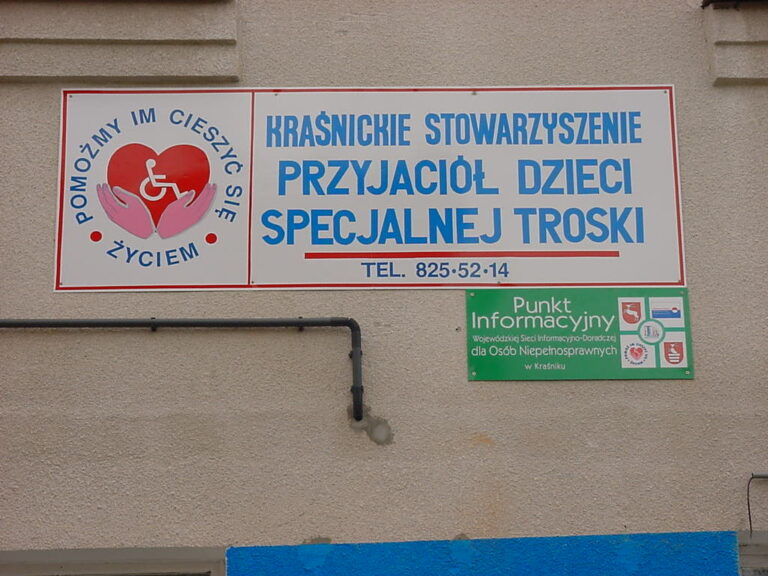 POMOŻMY IM CIESZYĆ SIĘ
ŻYCIEM
KRAŚNICKIE STOWARZYSZENIE
PRZYJACIÓŁ DZIECI
SPECJALNEJ TROSKI
TEL. 825·52·14
Punkt
Informacyjny
Wojewódzkiej Sieci Informacyjno-Doradczej
dla Osób Niepełnosprawnych
w Kraśniku